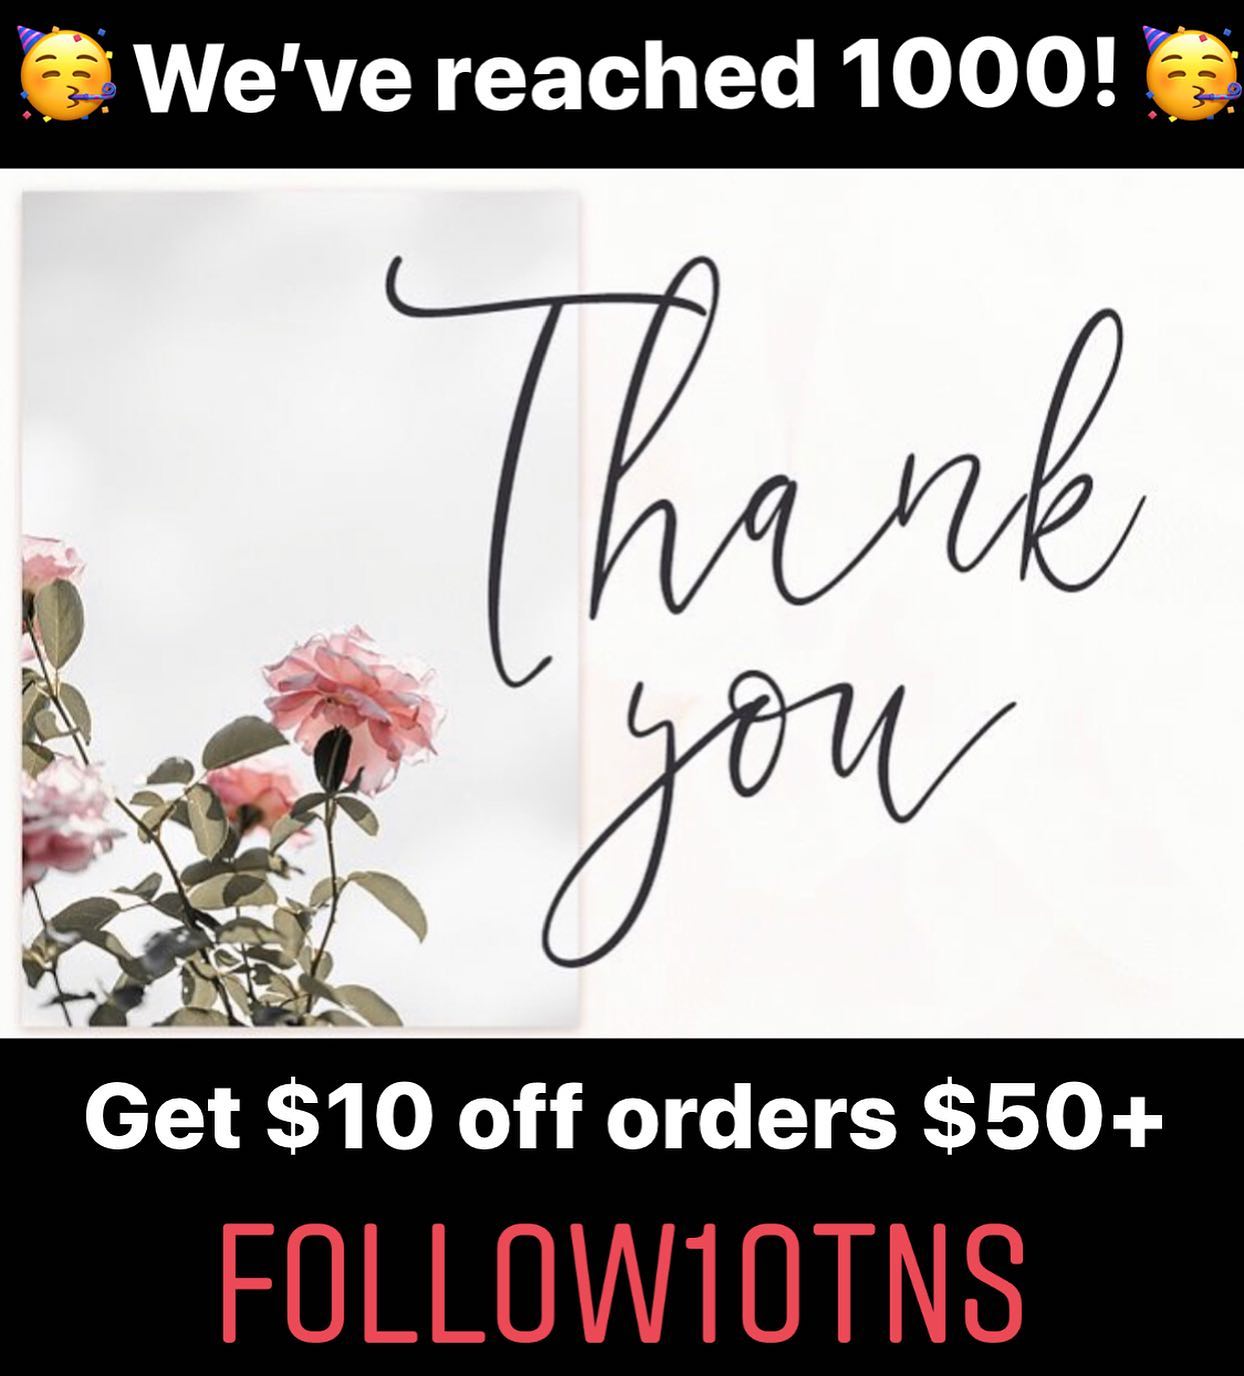 🥳 We’ve reached 1000! 🥳
Thank
you
Get $10 off orders $50+
FOLLOW10TNS